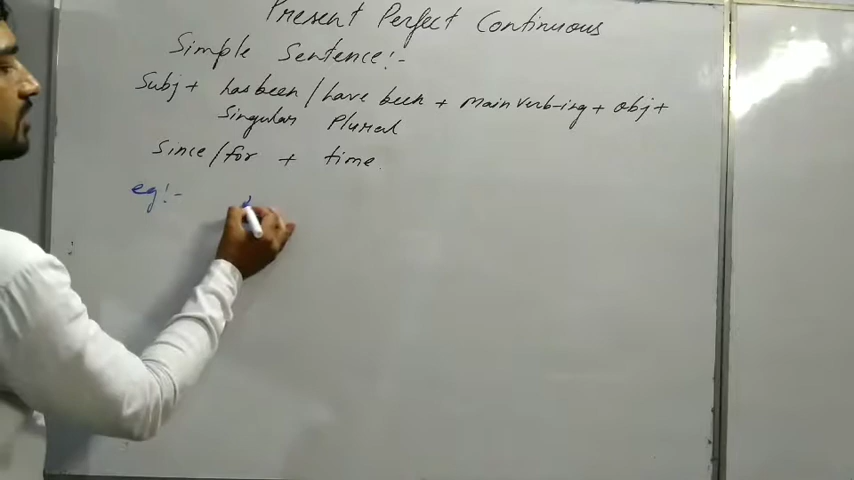 Present Perfect Continuous
Simple Sentence:-
Subj + has been / have been + main verb-ing + obj +
Singular Plural
Since / for + time.
eg:-